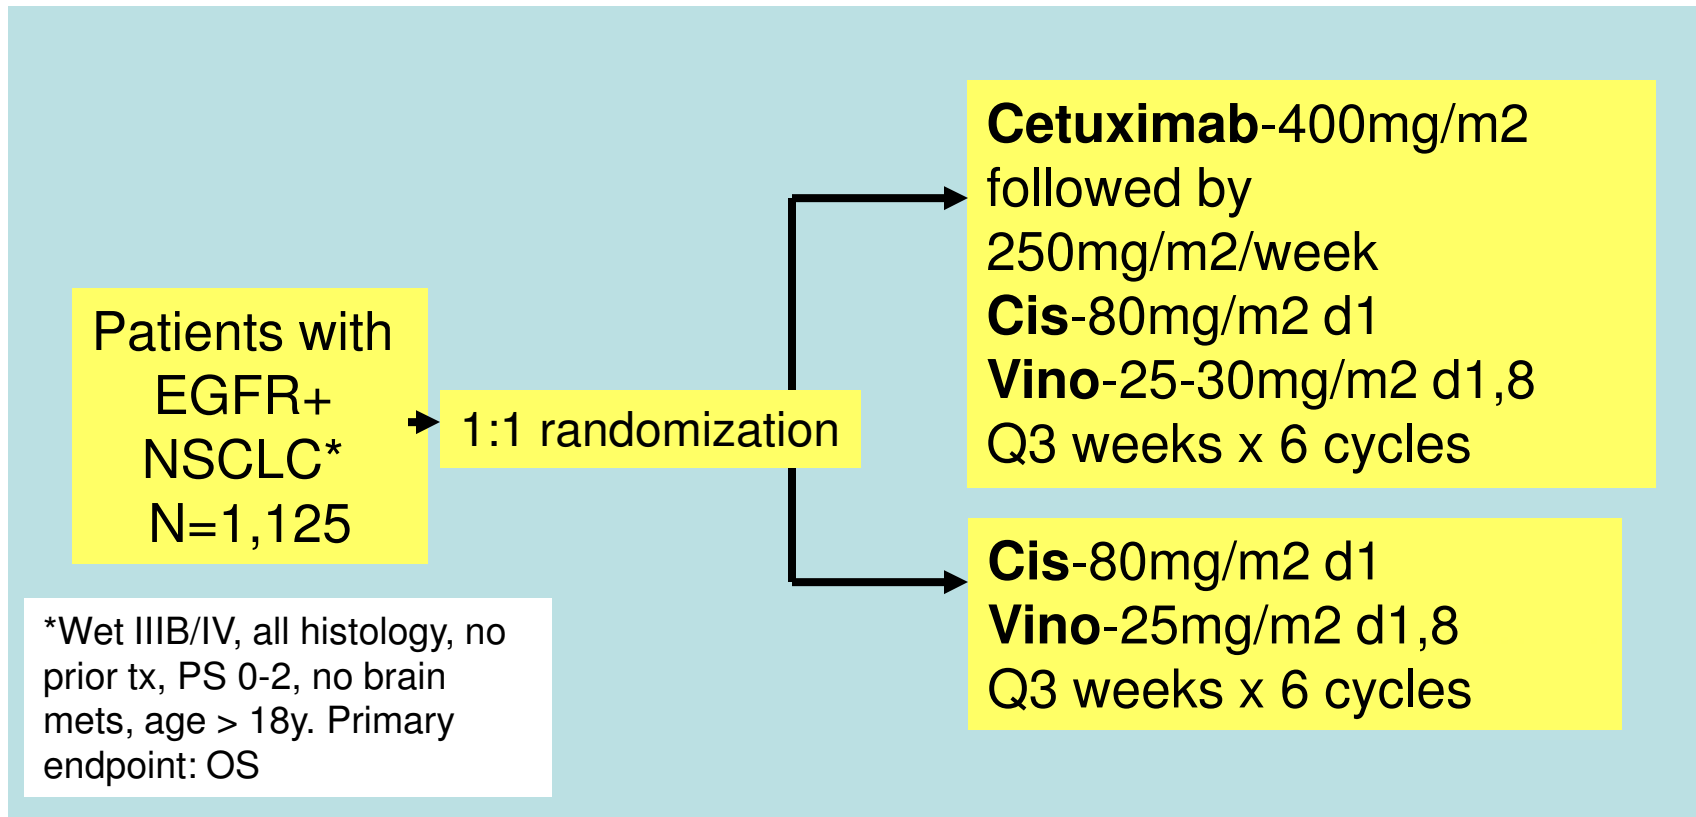 Patients with
EGFR+
NSCLC*
N=1,125
1:1 randomization
Cetuximab-400mg/m2
followed by
250mg/m2/week
Cis-80mg/m2 d1
Vino-25-30mg/m2 d1,8
Q3 weeks x 6 cycles
Cis-80mg/m2 d1
Vino-25mg/m2 d1,8
Q3 weeks x 6 cycles
*Wet IIIB/IV, all histology, no
prior tx, PS 0-2, no brain
mets, age > 18y. Primary
endpoint: OS